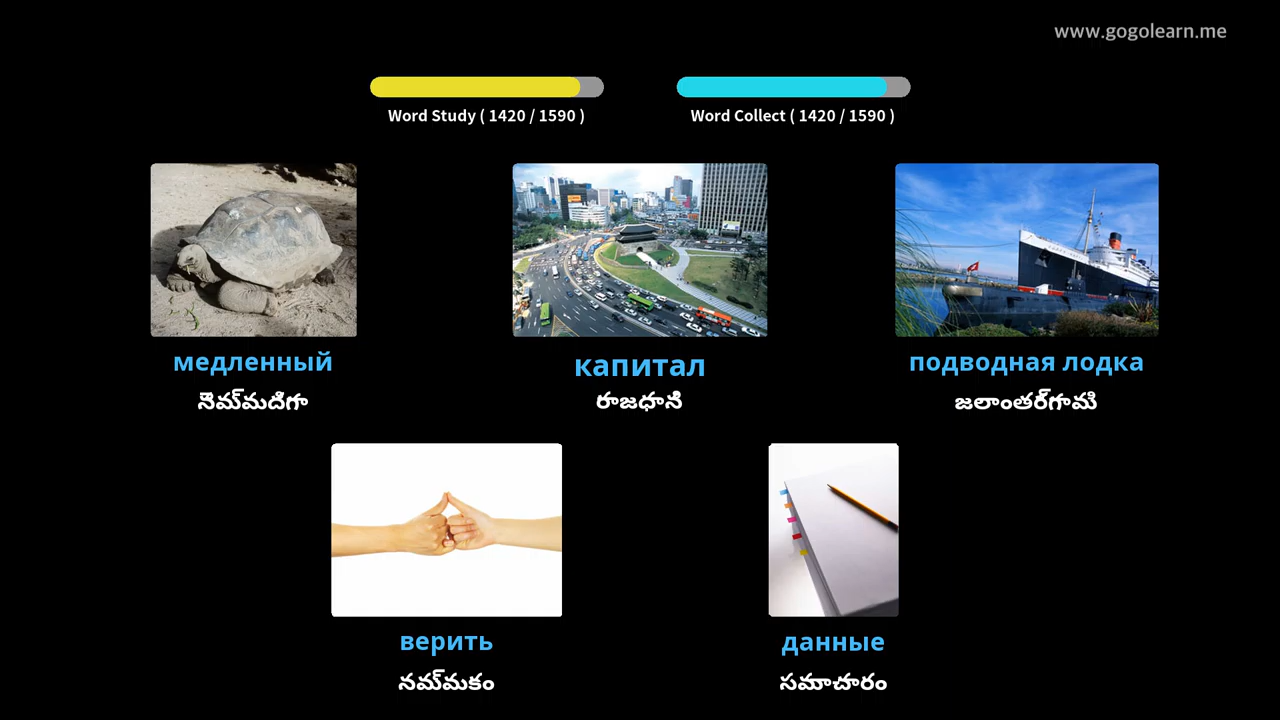 www.gogolearn.me
Word Study ( 1420 / 1590 )
Word Collect ( 1420 / 1590 )
медленный
నెమ్మదిగా
капитал
రాజధాని
подводная лодка
జలాంతర్గామి
верить
నమ్మకం
данные
సమాచారం